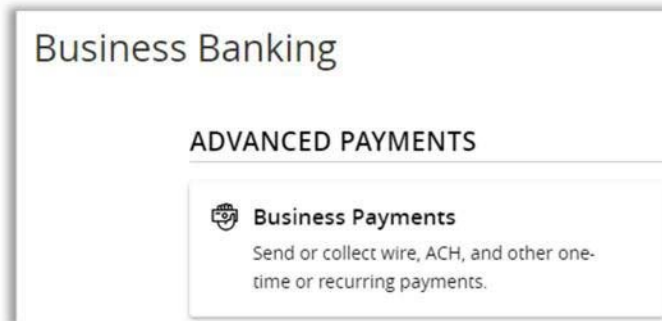 Business Banking
ADVANCED PAYMENTS
Business Payments
Send or collect wire, ACH, and other one-
time or recurring payments.